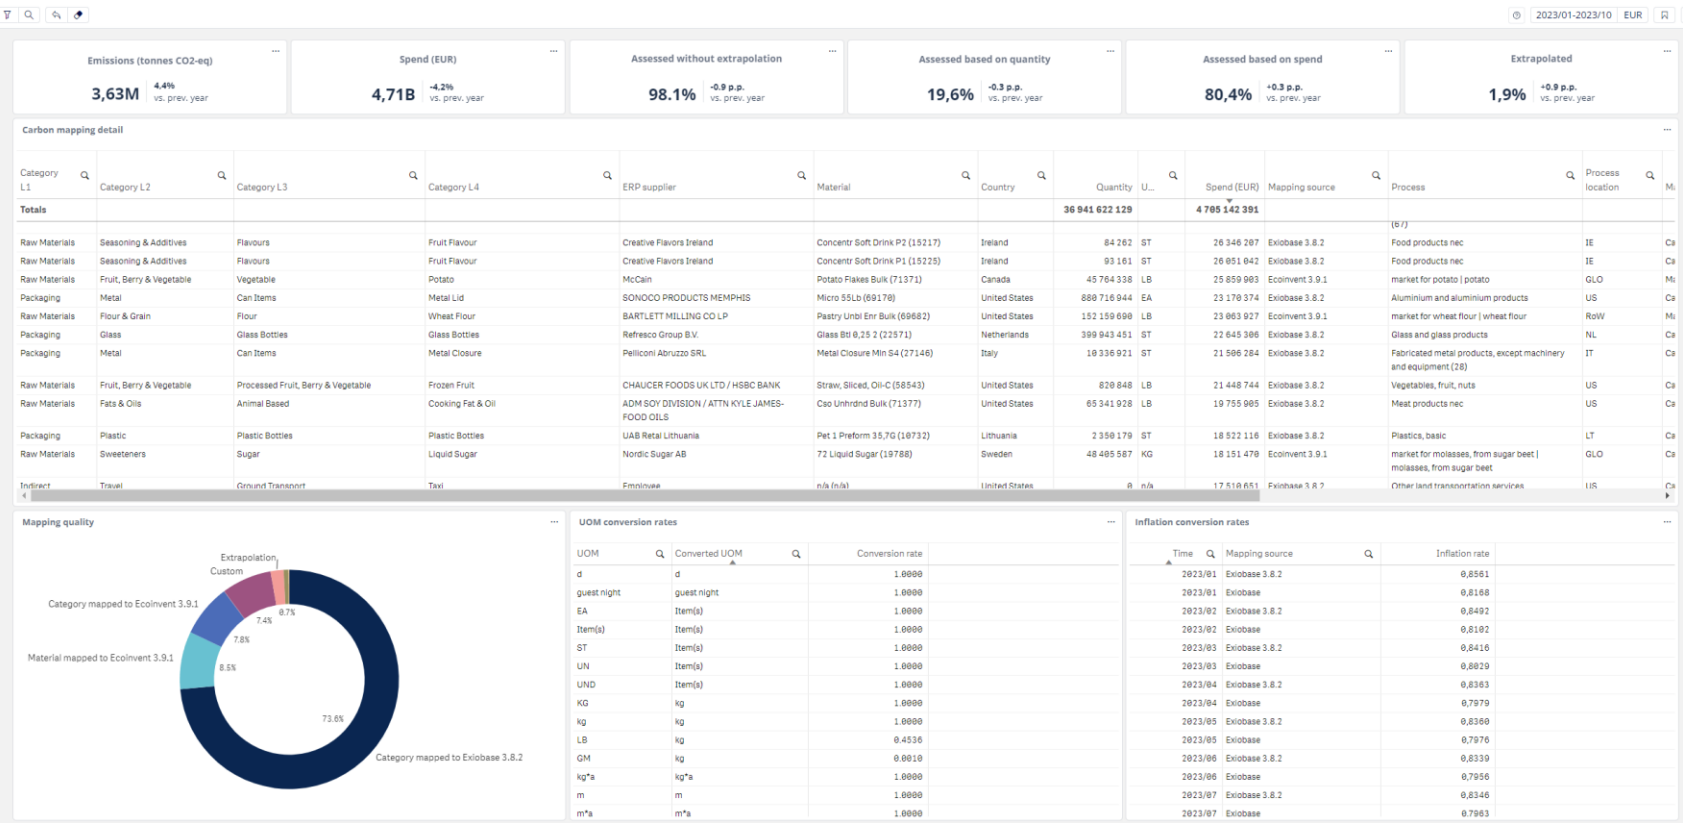 2023/01-2023/10 EUR
Emissions (tonnes CO2-eq)
3,63M 4.4% vs. prev. year
Spend (EUR)
4,71B -4,2% vs. prev. year
Assessed without extrapolation
98.1% -0.9 p.p. vs. prev. year
Assessed based on quantity
19,6% -0.3 p.p. vs. prev. year
Assessed based on spend
80,4% +0.3 p.p. vs. prev. year
Extrapolated
1,9% +0.9 p.p. vs. prev. year
Carbon mapping detail
Category L1 Category L2 Category L3 Category L4 ERP supplier Material Country Quantity U... Spend (EUR) Mapping source Process Process location
Totals 36 941 622 129 4 705 142 391
(67)
Raw Materials Seasoning & Additives Flavours Fruit Flavour Creative Flavors Ireland Concentr Soft Drink P2 (15217) Ireland 84 262 ST 26 346 207 Exiobase 3.8.2 Food products nec IE Ca
Raw Materials Seasoning & Additives Flavours Fruit Flavour Creative Flavors Ireland Concentr Soft Drink P1 (15225) Ireland 93 161 ST 26 051 042 Exiobase 3.8.2 Food products nec IE Ca
Raw Materials Fruit, Berry & Vegetable Vegetable Potato McCain Potato Flakes Bulk (71371) Canada 45 764 338 LB 25 859 903 Ecoinvent 3.9.1 market for potato | potato GLO
Packaging Metal Can Items Metal Lid SONOCO PRODUCTS MEMPHIS Micro 55Lb (69170) United States 880 716 944 EA 23 170 374 Exiobase 3.8.2 Aluminium and aluminium products US Ca
Raw Materials Flour & Grain Flour Wheat Flour BARTLETT MILLING CO LP Pastry Unbl Enr Bulk (69682) United States 152 159 690 LB 23 063 927 Ecoinvent 3.9.1 market for wheat flour | wheat flour RoW
Packaging Glass Glass Bottles Glass Bottles Refresco Group B.V. Glass Btl 0,25 2 (22571) Netherlands 399 943 451 ST 22 645 306 Exiobase 3.8.2 Glass and glass products NL Ca
Packaging Metal Can Items Metal Closure Pelliconi Abruzzo SRL Metal Closure Mln S4 (27146) Italy 10 336 921 ST 21 506 284 Exiobase 3.8.2 Fabricated metal products, except machinery IT Ca
and equipment (28)
Raw Materials Fruit, Berry & Vegetable Processed Fruit, Berry & Vegetable Frozen Fruit CHAUCER FOODS UK LTD / HSBC BANK Straw, Sliced, Oil-C (58543) United States 820 848 LB 21 448 744 Exiobase 3.8.2 Vegetables, fruit, nuts US Ca
Raw Materials Fats & Oils Animal Based Cooking Fat & Oil ADM SOY DIVISION / ATTN KYLE JAMES- Cso Unhrdnd Bulk (71377) United States 65 341 928 LB 19 755 905 Exiobase 3.8.2 Meat products nec US Ca
FOOD OILS
Packaging Plastic Plastic Bottles Plastic Bottles UAB Retal Lithuania Pet 1 Preform 35,7G (10732) Lithuania 2 350 179 ST 18 522 116 Exiobase 3.8.2 Plastics, basic LT Ca
Raw Materials Sweeteners Sugar Liquid Sugar Nordic Sugar AB 72 Liquid Sugar (19788) Sweden 48 405 587 KG 18 151 470 Ecoinvent 3.9.1 market for molasses, from sugar beet | GLO Ca
molasses, from sugar beet
Indirect Travel Ground Transport Taxi Employee n/a (n/a) United States 0 n/a 17 510 651 Exiobase 3.8.2 Other land transportation services US Ca
Mapping quality
Extrapolation
Custom
Category mapped to Ecoinvent 3.9.1
Material mapped to Ecoinvent 3.9.1
0.7%
7.4%
7.8%
8.5%
73.6%
Category mapped to Exiobase 3.8.2
UOM conversion rates
UOM Converted UOM Conversion rate
d d 1.0000
guest night guest night 1.0000
EA Item(s) 1.0000
Item(s) Item(s) 1.0000
ST Item(s) 1.0000
UN Item(s) 1.0000
UND Item(s) 1.0000
KG kg 1.0000
kg kg 1.0000
LB kg 0.4536
GM kg 0.0010
kg*a kg*a 1.0000
m m 1.0000
m*a m*a 1.0000
Inflation conversion rates
Time Mapping source Inflation rate
2023/01 Exiobase 3.8.2 0,8561
2023/01 Exiobase 0,8168
2023/02 Exiobase 3.8.2 0,8492
2023/02 Exiobase 0,8102
2023/03 Exiobase 3.8.2 0,8416
2023/03 Exiobase 0,8029
2023/04 Exiobase 3.8.2 0,8363
2023/04 Exiobase 0,7979
2023/05 Exiobase 3.8.2 0,8360
2023/05 Exiobase 0,7976
2023/06 Exiobase 3.8.2 0,8339
2023/06 Exiobase 0,7956
2023/07 Exiobase 3.8.2 0,8346
2023/07 Exiobase 0,7963